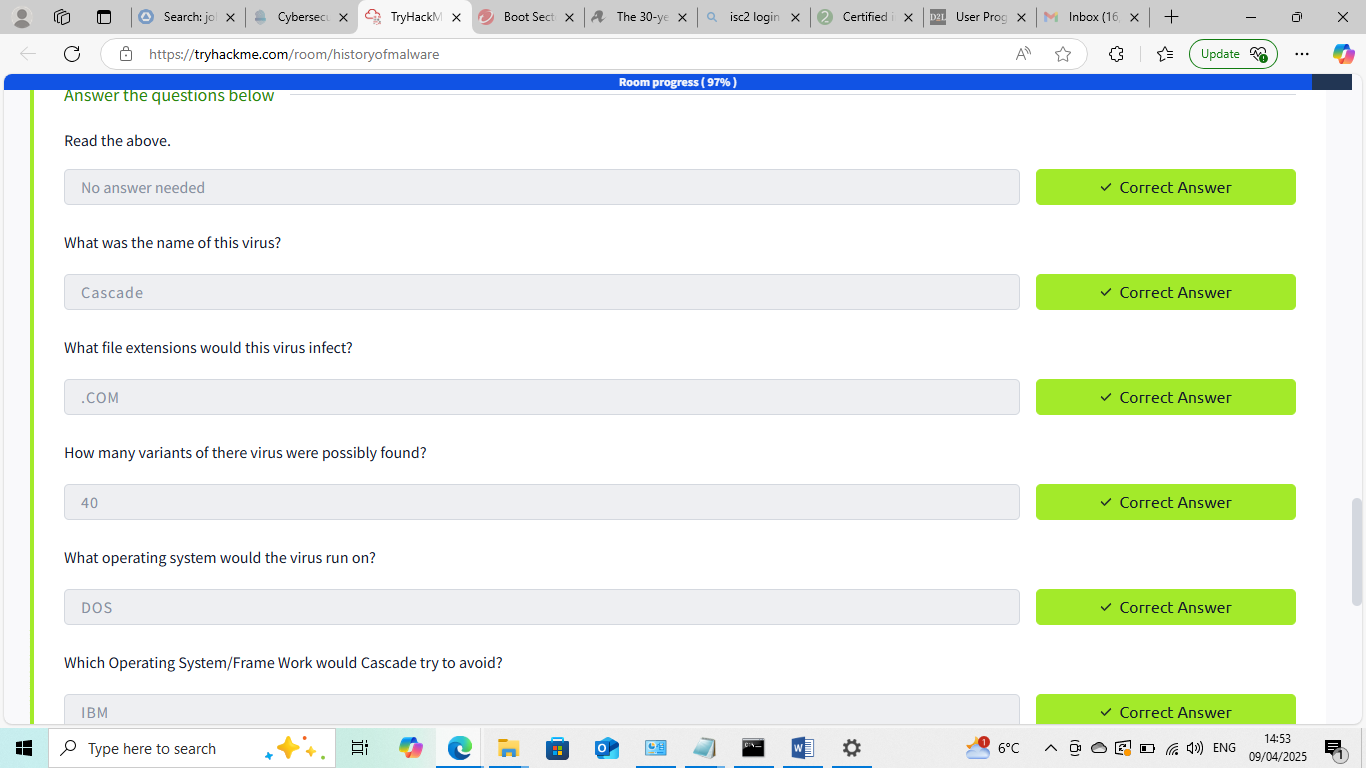 Search: jo
Cybersec
TryHackM
Boot Sect
The 30-ye
isc2 login
Certified i
D2L
User Prog
Inbox (16,
https://tryhackme.com/room/historyofmalware
Update
Room progress ( 97% )
Answer the questions below
Read the above.
No answer needed
Correct Answer
What was the name of this virus?
Cascade
Correct Answer
What file extensions would this virus infect?
.COM
Correct Answer
How many variants of there virus were possibly found?
40
Correct Answer
What operating system would the virus run on?
DOS
Correct Answer
Which Operating System/Frame Work would Cascade try to avoid?
IBM
Correct Answer
Type here to search
1
6°C
ENG
14:53
09/04/2025
1